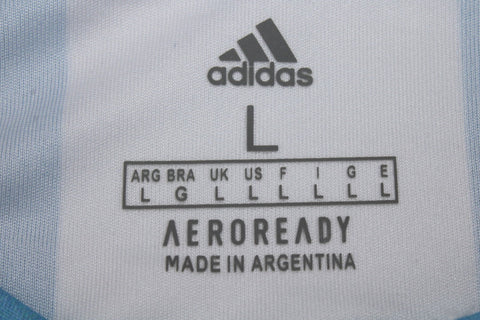 adidas
L
ARG BRA UK US F I G E
L G L L L L L L
AEROREADY
MADE IN ARGENTINA